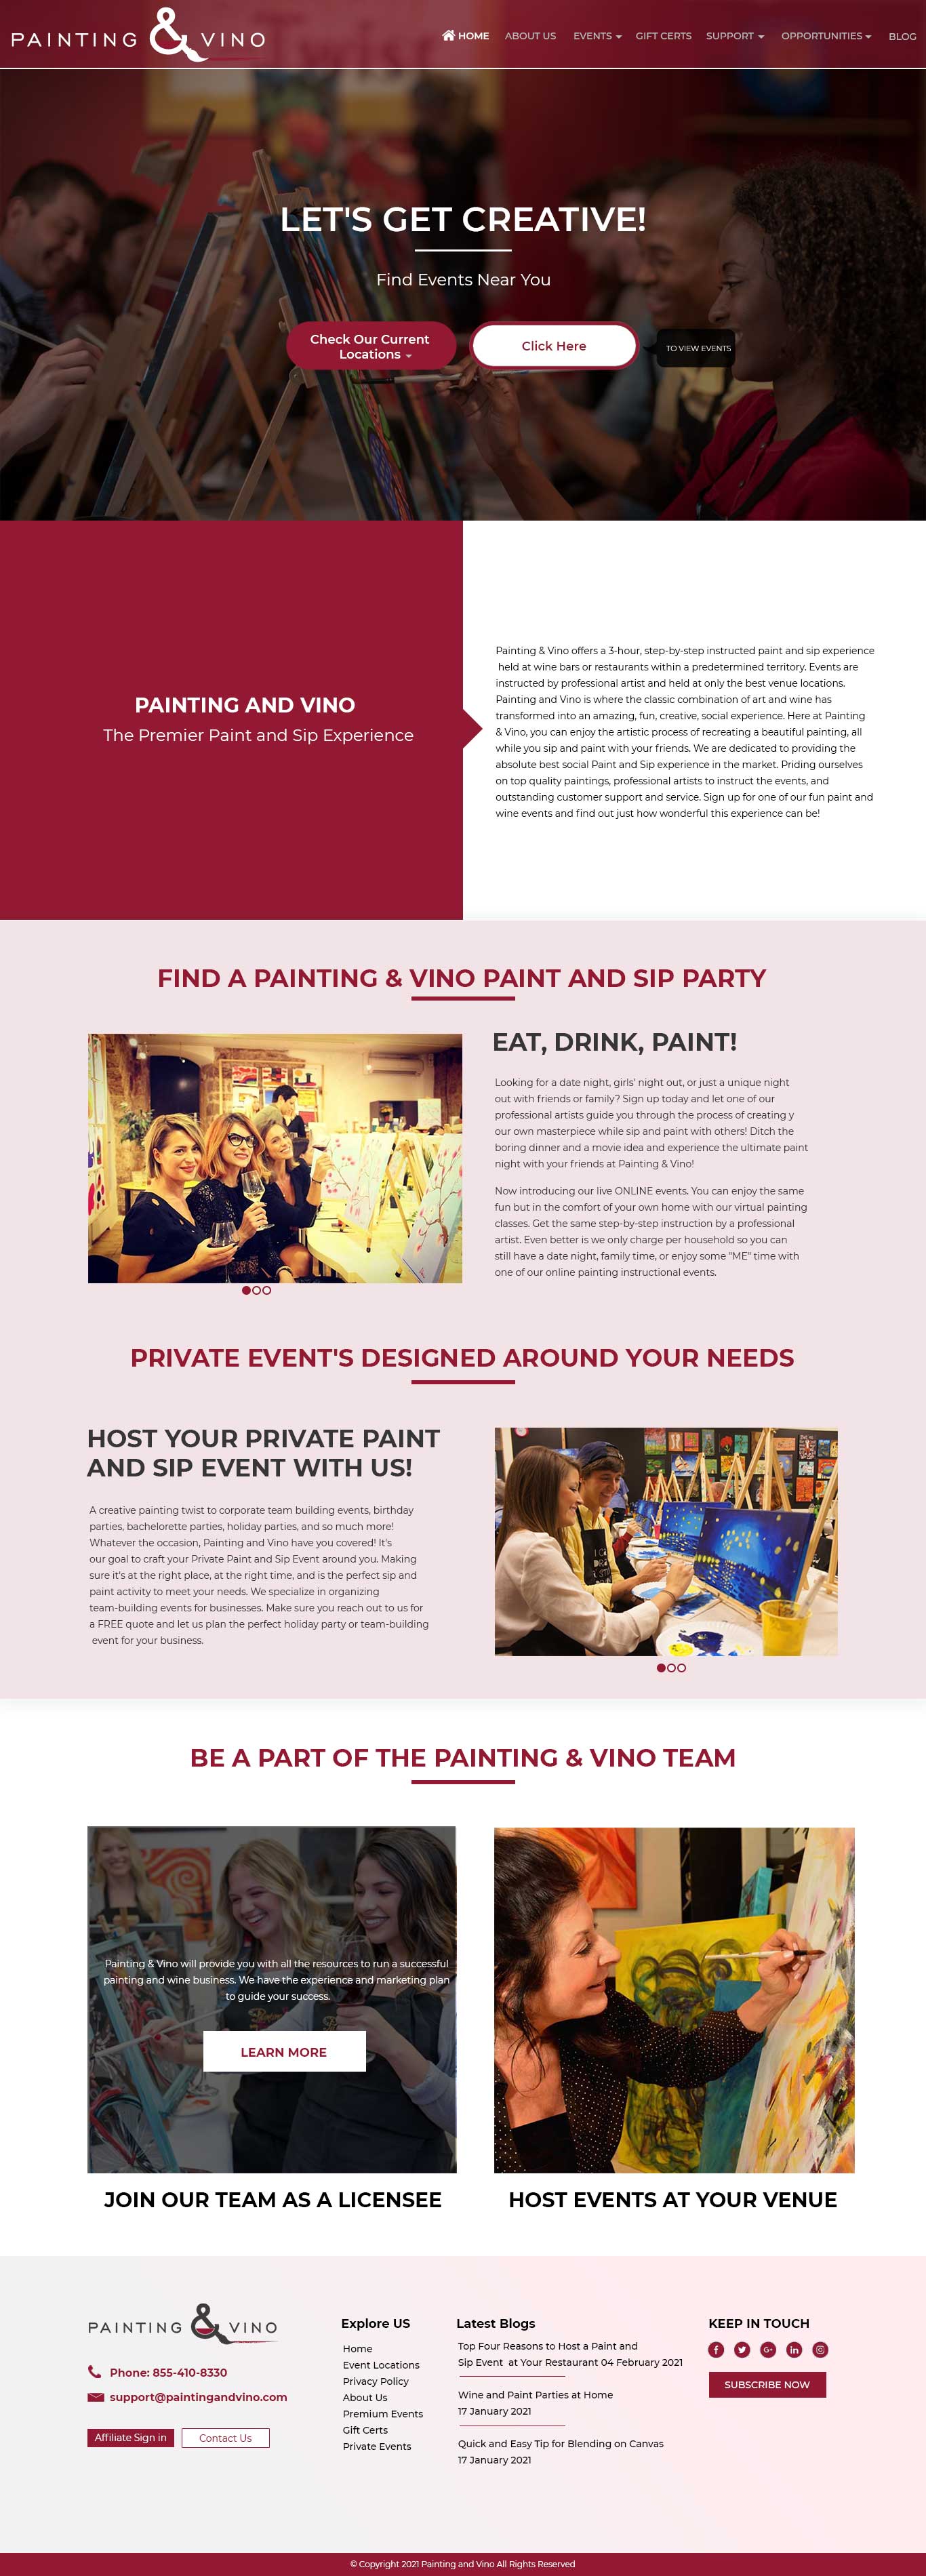 PAINTING & VINO
HOME ABOUT US EVENTS GIFT CERTS SUPPORT OPPORTUNITIES BLOG
LET'S GET CREATIVE!
Find Events Near You
Check Our Current
Locations
Click Here
TO VIEW EVENTS
PAINTING AND VINO
The Premier Paint and Sip Experience
Painting & Vino offers a 3-hour, step-by-step instructed paint and sip experience
held at wine bars or restaurants within a predetermined territory. Events are
instructed by professional artist and held at only the best venue locations.
Painting and Vino is where the classic combination of art and wine has
transformed into an amazing, fun, creative, social experience. Here at Painting
& Vino, you can enjoy the artistic process of recreating a beautiful painting, all
while you sip and paint with your friends. We are dedicated to providing the
absolute best social Paint and Sip experience in the market. Priding ourselves
on top quality paintings, professional artists to instruct the events, and
outstanding customer support and service. Sign up for one of our fun paint and
wine events and find out just how wonderful this experience can be!
FIND A PAINTING & VINO PAINT AND SIP PARTY
EAT, DRINK, PAINT!
Looking for a date night, girls' night out, or just a unique night
out with friends or family? Sign up today and let one of our
professional artists guide you through the process of creating y
our own masterpiece while sip and paint with others! Ditch the
boring dinner and a movie idea and experience the ultimate paint
night with your friends at Painting & Vino!
Now introducing our live ONLINE events. You can enjoy the same
fun but in the comfort of your own home with our virtual painting
classes. Get the same step-by-step instruction by a professional
artist. Even better is we only charge per household so you can
still have a date night, family time, or enjoy some "ME" time with
one of our online painting instructional events.
PRIVATE EVENT'S DESIGNED AROUND YOUR NEEDS
HOST YOUR PRIVATE PAINT
AND SIP EVENT WITH US!
A creative painting twist to corporate team building events, birthday
parties, bachelorette parties, holiday parties, and so much more!
Whatever the occasion, Painting and Vino have you covered! It's
our goal to craft your Private Paint and Sip Event around you. Making
sure it's at the right place, at the right time, and is the perfect sip and
paint activity to meet your needs. We specialize in organizing
team-building events for businesses. Make sure you reach out to us for
a FREE quote and let us plan the perfect holiday party or team-building
event for your business.
BE A PART OF THE PAINTING & VINO TEAM
Painting & Vino will provide you with all the resources to run a successful
painting and wine business. We have the experience and marketing plan
to guide your success.
LEARN MORE
JOIN OUR TEAM AS A LICENSEE
HOST EVENTS AT YOUR VENUE
PAINTING & VINO
Phone: 855-410-8330
support@paintingandvino.com
Affiliate Sign in
Contact Us
Explore US
Home
Event Locations
Privacy Policy
About Us
Premium Events
Gift Certs
Private Events
Latest Blogs
Top Four Reasons to Host a Paint and
Sip Event at Your Restaurant 04 February 2021
Wine and Paint Parties at Home
17 January 2021
Quick and Easy Tip for Blending on Canvas
17 January 2021
KEEP IN TOUCH
SUBSCRIBE NOW
© Copyright 2021 Painting and Vino All Rights Reserved